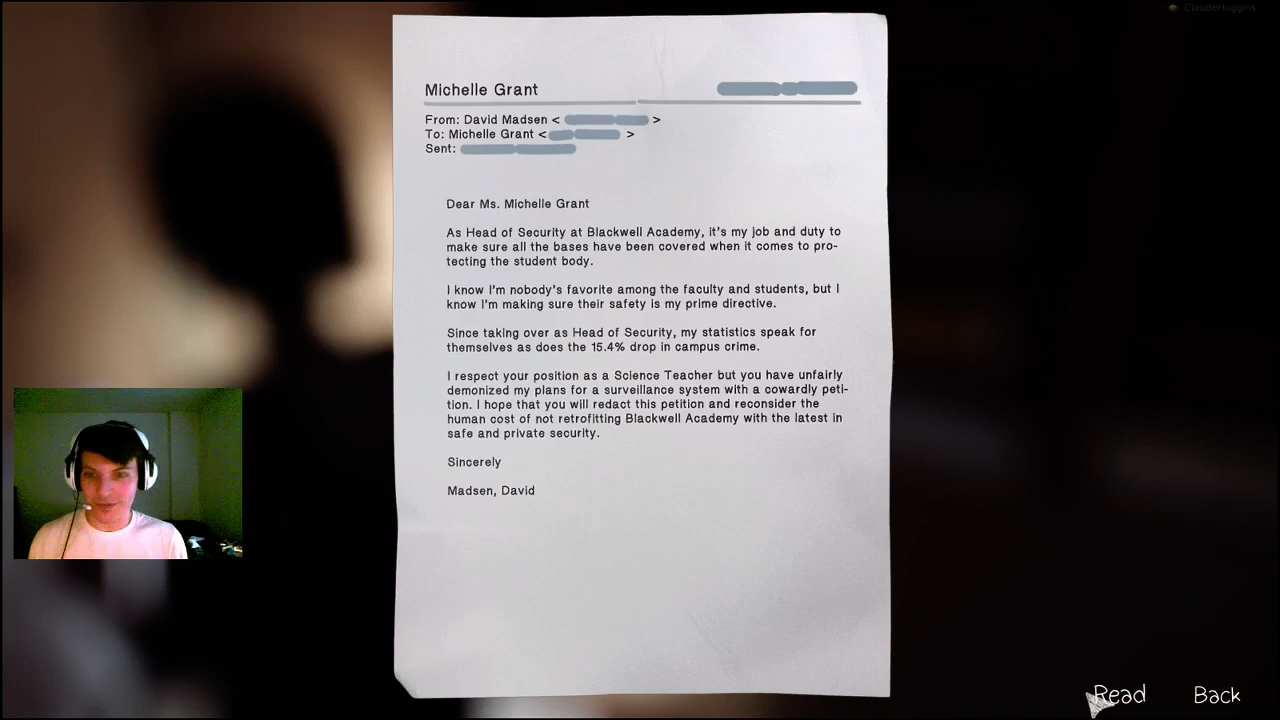 ClaudeHuggins
Michelle Grant
From: David Madsen < >
To: Michelle Grant < >
Sent:
Dear Ms. Michelle Grant
As Head of Security at Blackwell Academy, it's my job and duty to
make sure all the bases have been covered when it comes to pro-
tecting the student body.
I know I'm nobody's favorite among the faculty and students, but I
know I'm making sure their safety is my prime directive.
Since taking over as Head of Security, my statistics speak for
themselves as does the 15.4% drop in campus crime.
I respect your position as a Science Teacher but you have unfairly
demonized my plans for a surveillance system with a cowardly peti-
tion. I hope that you will redact this petition and reconsider the
human cost of not retrofitting Blackwell Academy with the latest in
safe and private security.
Sincerely
Madsen, David
Read Back